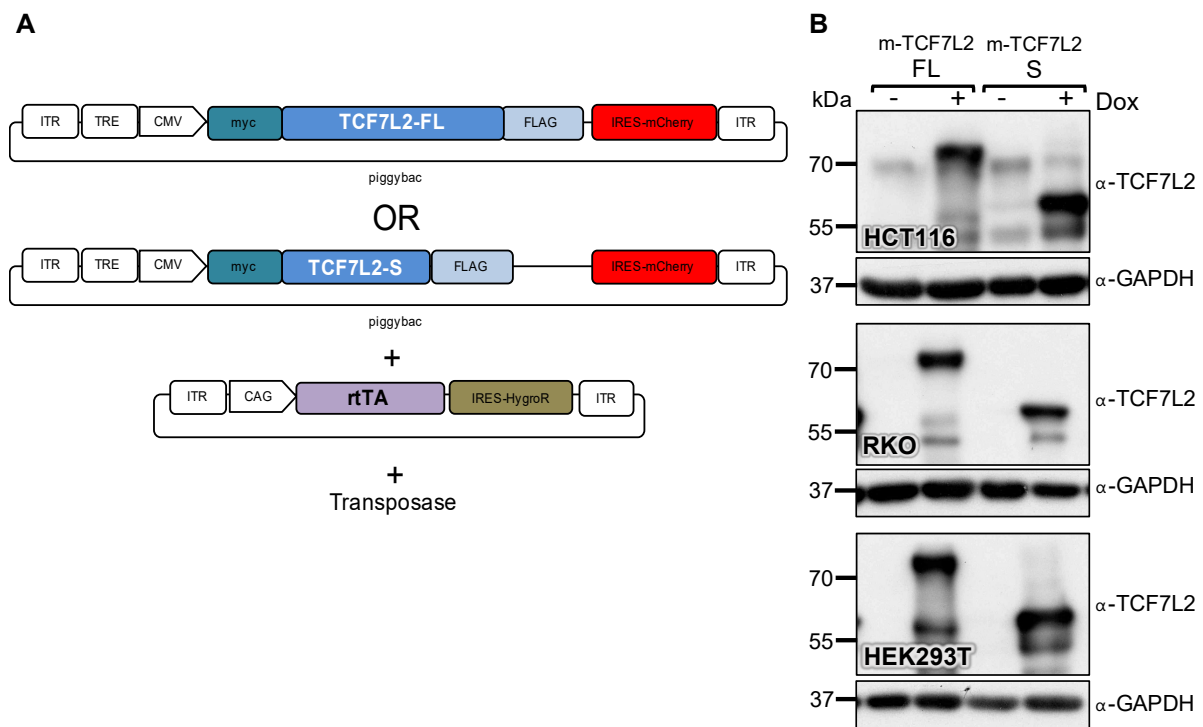 A
ITR TRE CMV myc TCF7L2-FL FLAG IRES-mCherry ITR
piggybac
OR
ITR TRE CMV myc TCF7L2-S FLAG IRES-mCherry ITR
piggybac
+
ITR CAG rtTA IRES-HygroR ITR
+
Transposase
B
m-TCF7L2 m-TCF7L2
FL S
kDa - + - + Dox
70 α-TCF7L2
55
HCT116
37 α-GAPDH
70 α-TCF7L2
55
RKO
37 α-GAPDH
70 α-TCF7L2
55
HEK293T
37 α-GAPDH